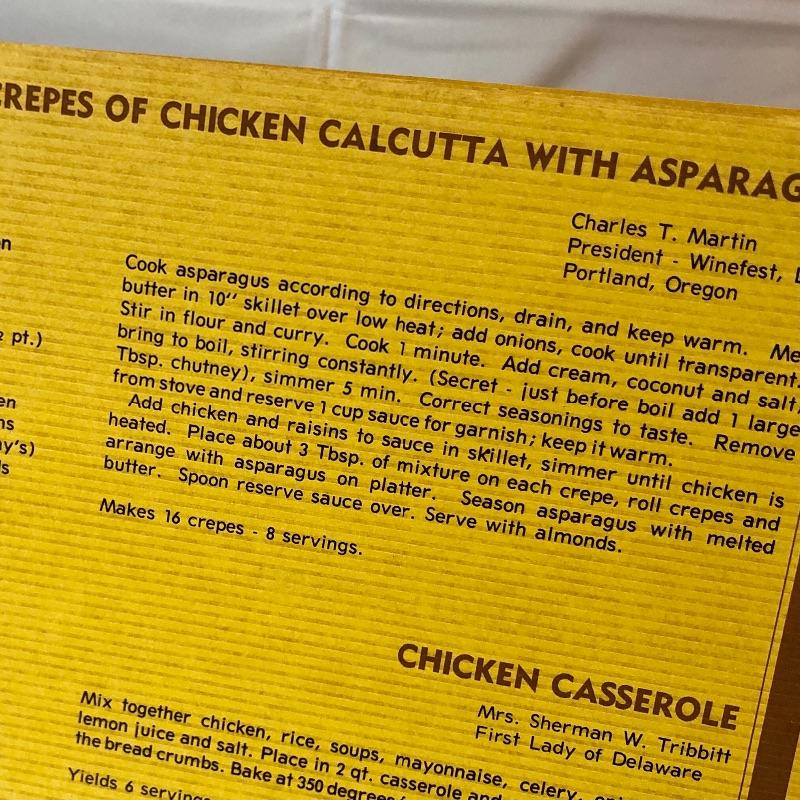 CREPES OF CHICKEN CALCUTTA WITH ASPARAG
Charles T. Martin
President - Winefest,
Portland, Oregon
Cook asparagus according to directions, drain, and keep warm. Me
butter in 10" skillet over low heat; add onions, cook until transparent.
Stir in flour and curry. Cook 1 minute. Add cream, coconut and salt;
bring to boil, stirring constantly. (Secret - just before boil add 1 large
Tbsp. chutney), simmer 5 min. Correct seasonings to taste. Remove
from stove and reserve 1 cup sauce for garnish; keep it warm.
Add chicken and raisins to sauce in skillet, simmer until chicken is
heated. Place about 3 Tbsp. of mixture on each crepe, roll crepes and
arrange with asparagus on platter. Season asparagus with melted
butter. Spoon reserve sauce over. Serve with almonds.
Makes 16 crepes - 8 servings.
on
pt.)
en
ns
y's)
ls
CHICKEN CASSEROLE
Mrs. Sherman W. Tribbitt
First Lady of Delaware
Mix together chicken, rice, soups, mayonnaise, celery,
lemon juice and salt. Place in 2 qt. casserole and
the bread crumbs. Bake at 350 degrees
Yields 6 servings